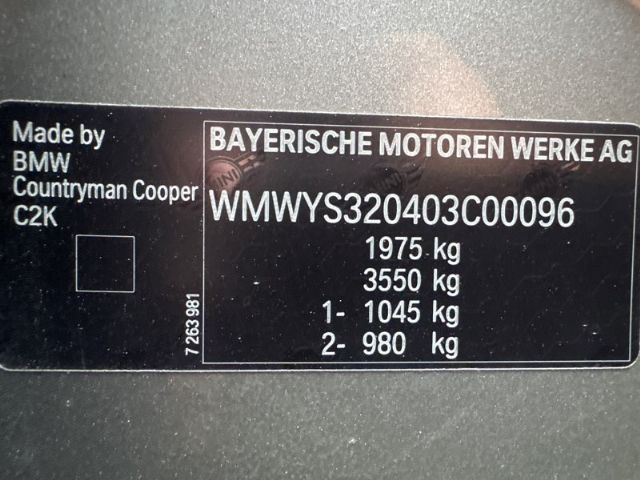 Made by
BMW
Countryman Cooper
C2K
7 263 981
BAYERISCHE MOTOREN WERKE AG
MINI
WMWYS320403C00096
1975 kg
3550 kg
1- 1045 kg
2- 980 kg